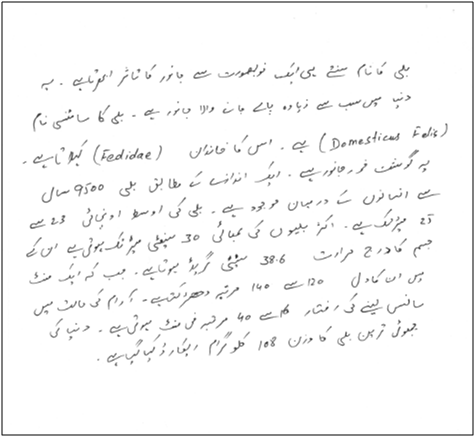 بلی کا نام سنتے ہی ایک خوبصورت سے جانور کا تاثر ابھرتا ہے ۔ یہ
دنیا میں سب سے زیادہ پالے جانے والا جانور ہے ۔ بلی کا سائنسی نام
(Domesticus Felis) ہے ۔ اس کا خاندان (Fedidae) کہلاتا ہے ۔
یہ گوشت خور جانور ہے ۔ ایک اندازے کے مطابق بلی 9500 سال
سے انسانوں کے درمیان موجود ہے ۔ بلی کی اوسط اونچائی 23 سے
25 میٹر تک ہے ۔ اکثر بلیوں کی لمبائی 30 سینٹی میٹر تک ہوتی ہے ان کے
جسم کا درجہ حرارت 38.6 سینٹی گریڈ ہوتا ہے ۔ جب کہ ایک منٹ
میں ان کا دل 120 سے 140 مرتبہ دھڑکتا ہے ۔ آرام کی حالت میں
سانس لینے کی رفتار 16 سے 40 مرتبہ فی منٹ ہوتی ہے ۔ دنیا کی
چھوٹی ترین بلی کا وزن 108 کلو گرام ریکارڈ کیا گیا ہے ۔